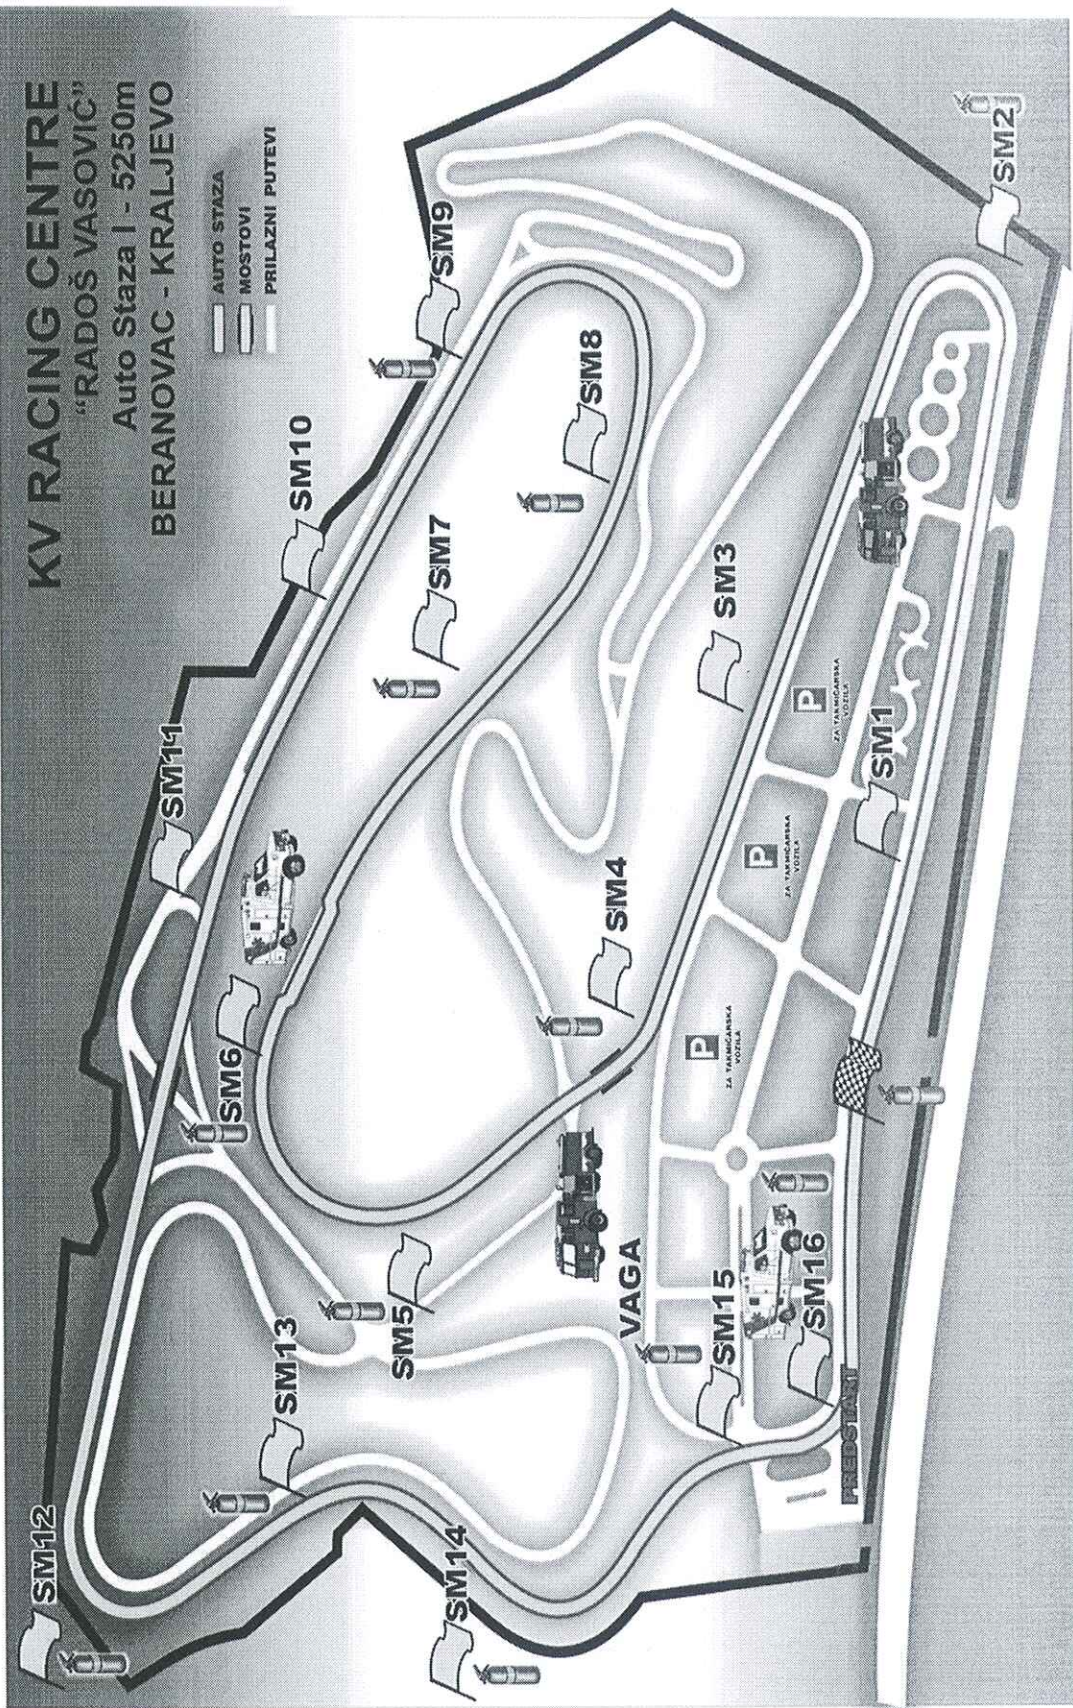 KV RACING CENTRE
"RADOŠ VASOVIĆ"
Auto Staza I - 5250m
BERANOVAC - KRALJEVO
AUTO STAZA
MOSTOVI
PRILAZNI PUTEVI
SM12
SM11
SM10
SM9
SM13
SM6
SM7
SM8
SM14
SM5
SM4
SM3
SM2
VAGA
P
ZA TAKMIČARSKA
VOZILA
P
ZA TAKMIČARSKA
VOZILA
P
ZA TAKMIČARSKA
VOZILA
SM15
SM16
SM1
PREDSTART